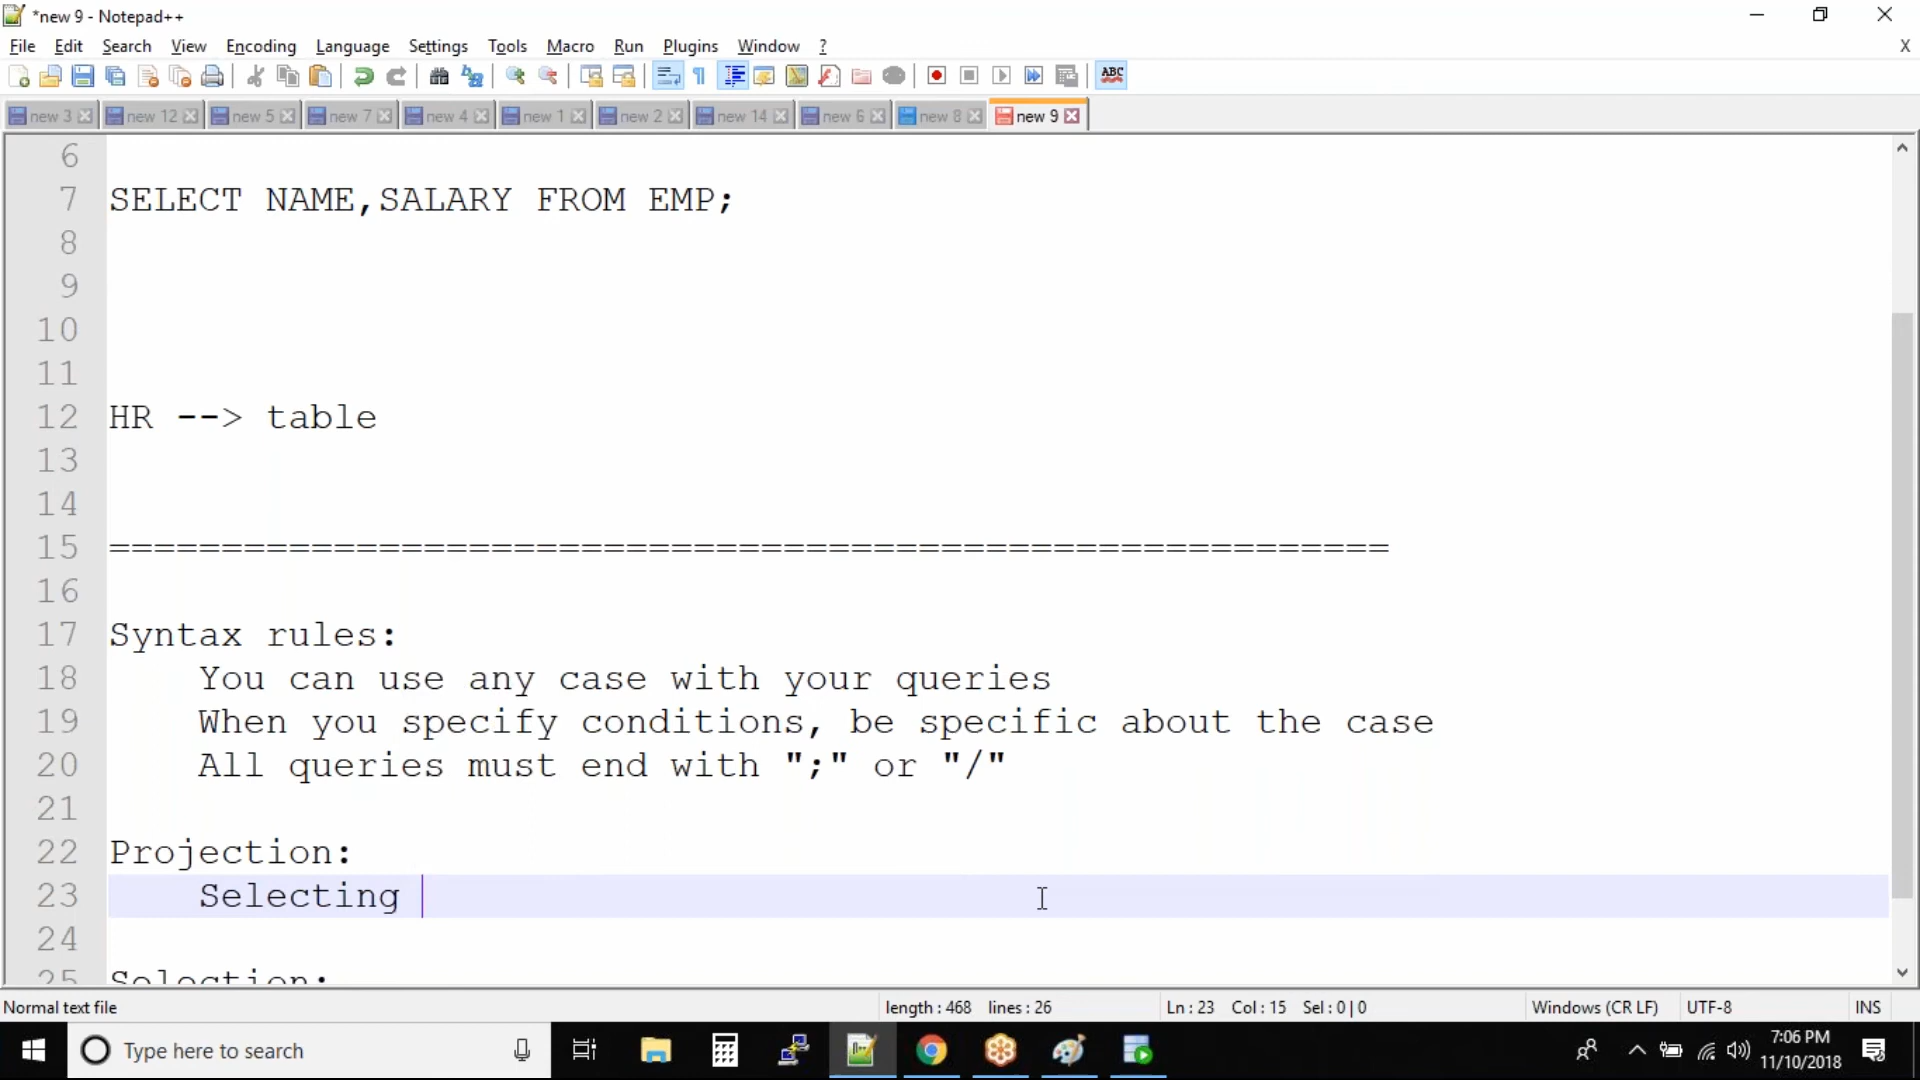 *new 9 - Notepad++
File Edit Search View Encoding Language Settings Tools Macro Run Plugins Window ?
X
ABC
new 3 new 12 new 5 new 7 new 4 new 1 new 2 new 14 new 6 new 8 new 9
6
7 SELECT NAME,SALARY FROM EMP;
8
9
10
11
12 HR --> table
13
14
15 =========================================================
16
17 Syntax rules:
18 You can use any case with your queries
19 When you specify conditions, be specific about the case
20 All queries must end with ";" or "/"
21
22 Projection:
23 Selecting
24
25 Selection:
Normal text file length : 468 lines : 26 Ln : 23 Col : 15 Sel : 0 | 0 Windows (CR LF) UTF-8 INS
Type here to search
7:06 PM
11/10/2018